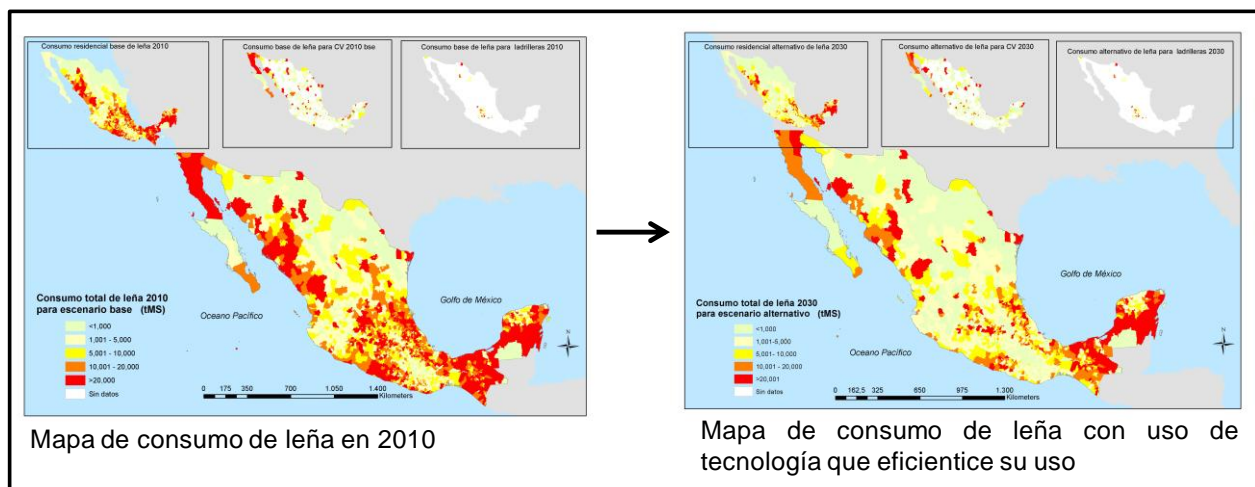 Consumo residencial base de leña 2010
Consumo base de leña para CV 2010 bse
Consumo base de leña para ladrilleras 2010
Golfo de México
Oceano Pacífico
Consumo total de leña 2010
para escenario base (tMS)
<1,000
1,001 - 5,000
5,001 - 10,000
10,001 - 20,000
>20,000
Sin datos
N
0 175 350 700 1.050 1.400
Kilometers
Mapa de consumo de leña en 2010
Consumo residencial alternativo de leña 2030
Consumo alternativo de leña para CV 2030
Consumo alternativo de leña para ladrilleras 2030
Golfo de México
Oceano Pacífico
Consumo total de leña 2030
para escenario alternativo (tMS)
<1,000
1,001-5,000
5,001- 10,000
10,001 - 20,000
>20,001
Sin datos
N
0 162,5 325 650 975 1.300
Kilometers
Mapa de consumo de leña con uso de
tecnología que eficientice su uso